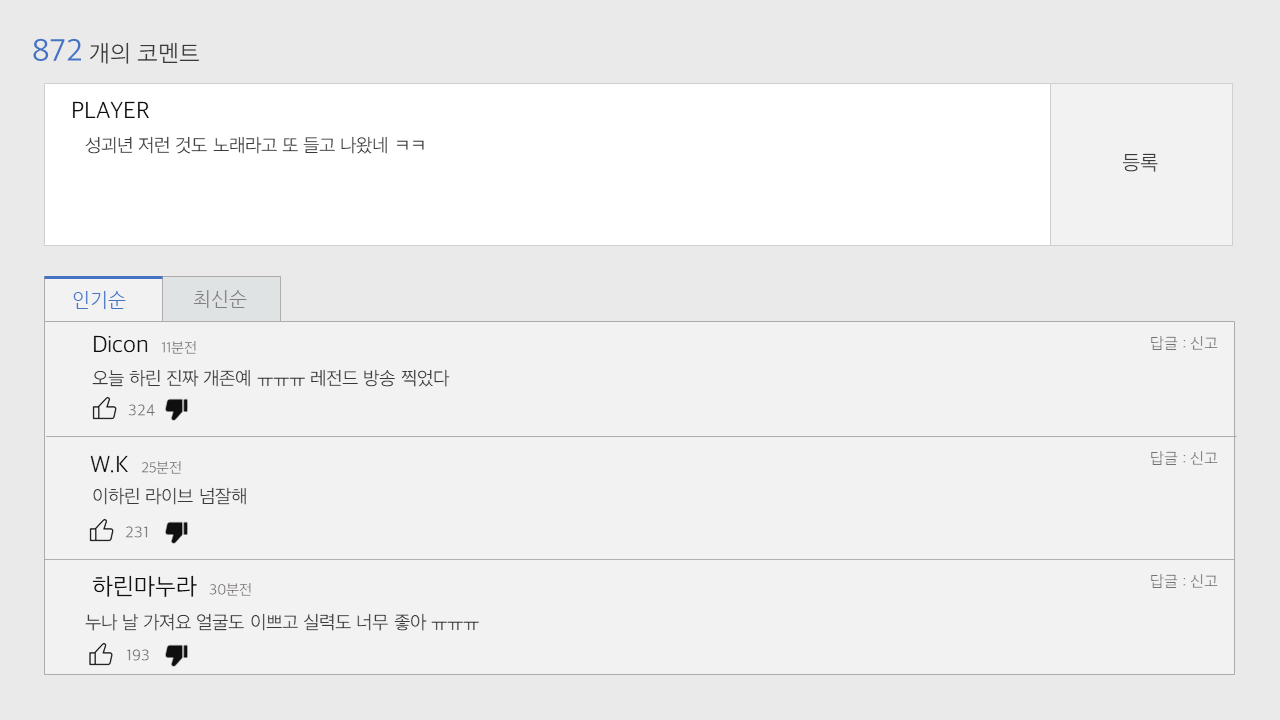 872 개의 코멘트
PLAYER
성괴년 저런 것도 노래라고 또 들고 나왔네 ㅋㅋ
등록
인기순 최신순
Dicon 11분전 답글 : 신고
오늘 하린 진짜 개존예 ㅠㅠㅠ 레전드 방송 찍었다
324
W.K 25분전 답글 : 신고
이하린 라이브 넘잘해
231
하린마누라 30분전 답글 : 신고
누나 날 가져요 얼굴도 이쁘고 실력도 너무 좋아 ㅠㅠㅠ
193